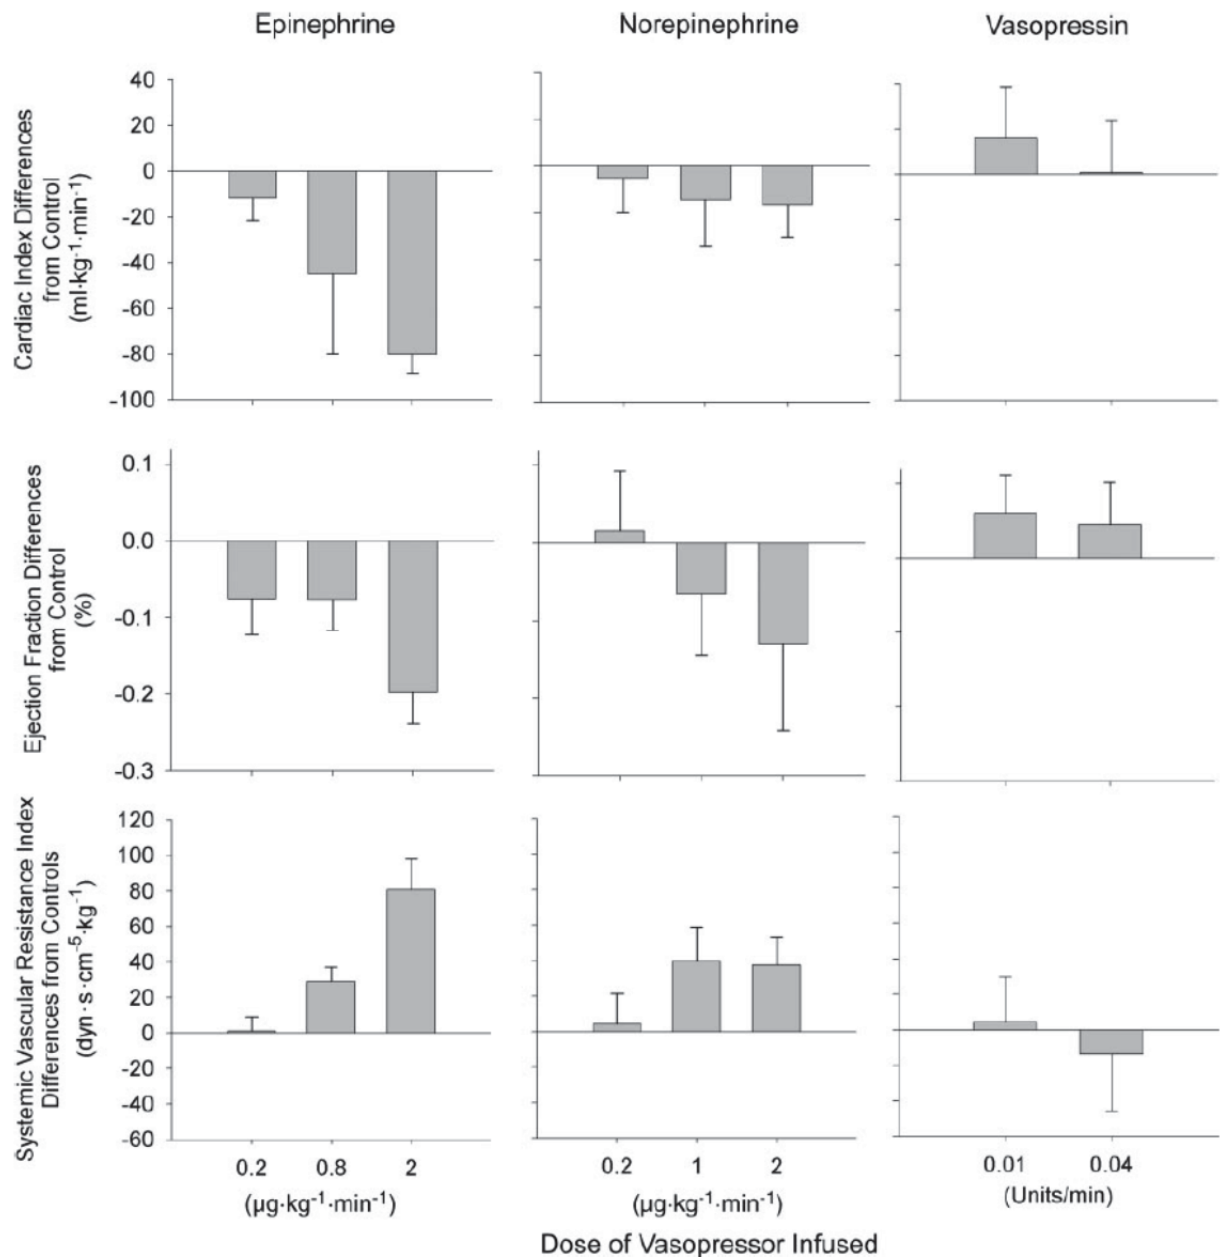 Epinephrine
Norepinephrine
Vasopressin
Cardiac Index Differences
from Control
(ml·kg⁻¹·min⁻¹)
40
20
0
-20
-40
-60
-80
-100
Ejection Fraction Differences
from Control
(%)
0.1
0.0
-0.1
-0.2
-0.3
Systemic Vascular Resistance Index
Differences from Controls
(dyn·s·cm⁻⁵·kg⁻¹)
120
100
80
60
40
20
0
-20
-40
-60
0.2 0.8 2
(µg·kg⁻¹·min⁻¹)
0.2 1 2
(µg·kg⁻¹·min⁻¹)
0.01 0.04
(Units/min)
Dose of Vasopressor Infused